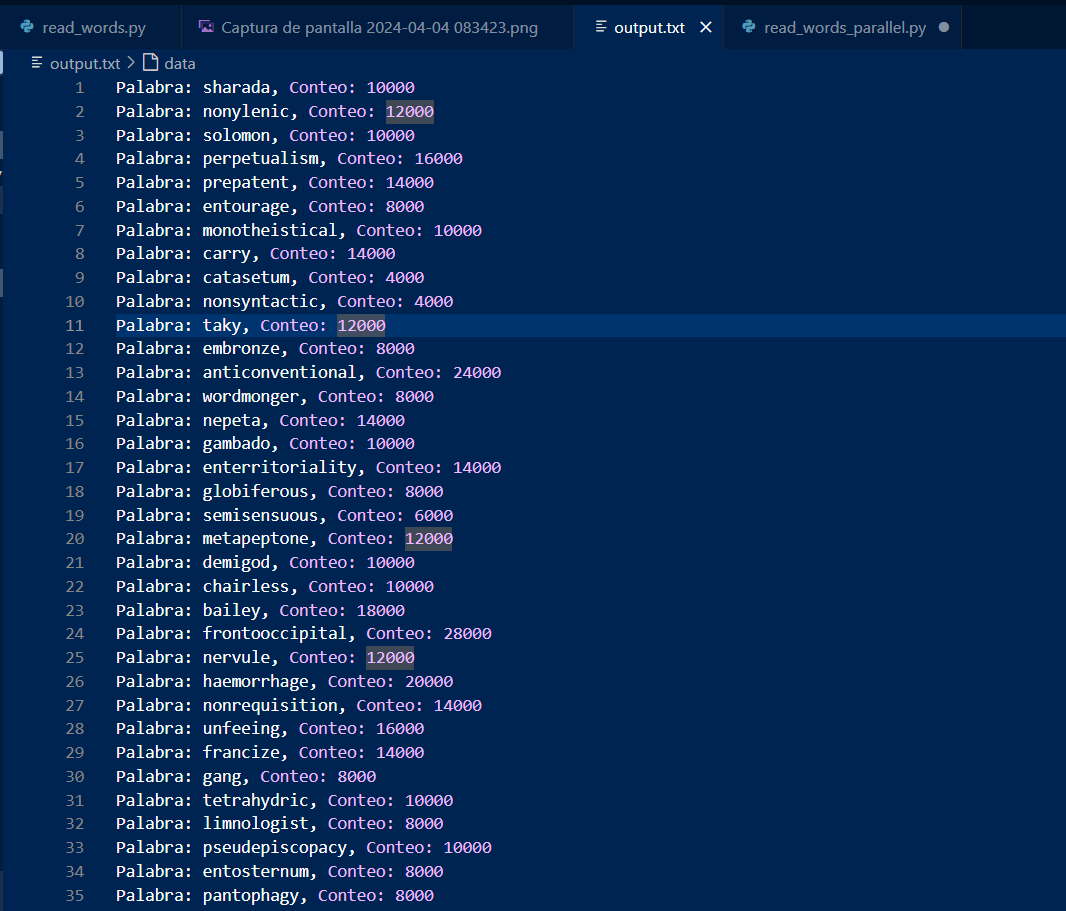 read_words.py Captura de pantalla 2024-04-04 083423.png output.txt read_words_parallel.py
output.txt > data
1 Palabra: sharada, Conteo: 10000
2 Palabra: nonylenic, Conteo: 12000
3 Palabra: solomon, Conteo: 10000
4 Palabra: perpetualism, Conteo: 16000
5 Palabra: prepatent, Conteo: 14000
6 Palabra: entourage, Conteo: 8000
7 Palabra: monotheistical, Conteo: 10000
8 Palabra: carry, Conteo: 14000
9 Palabra: catasetum, Conteo: 4000
10 Palabra: nonsyntactic, Conteo: 4000
11 Palabra: taky, Conteo: 12000
12 Palabra: embronze, Conteo: 8000
13 Palabra: anticonventional, Conteo: 24000
14 Palabra: wordmonger, Conteo: 8000
15 Palabra: nepeta, Conteo: 14000
16 Palabra: gambado, Conteo: 10000
17 Palabra: enterritoriality, Conteo: 14000
18 Palabra: globiferous, Conteo: 8000
19 Palabra: semisensuous, Conteo: 6000
20 Palabra: metapeptone, Conteo: 12000
21 Palabra: demigod, Conteo: 10000
22 Palabra: chairless, Conteo: 10000
23 Palabra: bailey, Conteo: 18000
24 Palabra: frontooccipital, Conteo: 28000
25 Palabra: nervule, Conteo: 12000
26 Palabra: haemorrhage, Conteo: 20000
27 Palabra: nonrequisition, Conteo: 14000
28 Palabra: unfeeing, Conteo: 16000
29 Palabra: francize, Conteo: 14000
30 Palabra: gang, Conteo: 8000
31 Palabra: tetrahydric, Conteo: 10000
32 Palabra: limnologist, Conteo: 8000
33 Palabra: pseudepiscopacy, Conteo: 10000
34 Palabra: entosternum, Conteo: 8000
35 Palabra: pantophagy, Conteo: 8000